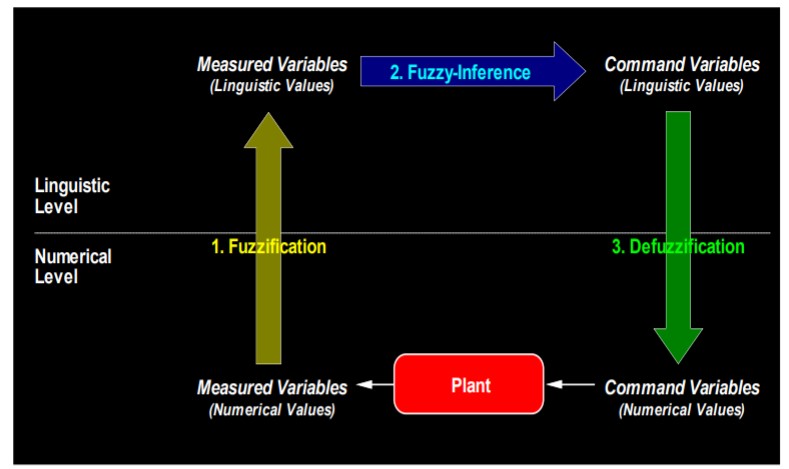 Measured Variables
(Linguistic Values)
2. Fuzzy-Inference
Command Variables
(Linguistic Values)
Linguistic
Level
1. Fuzzification
3. Defuzzification
Numerical
Level
Measured Variables
(Numerical Values)
Plant
Command Variables
(Numerical Values)